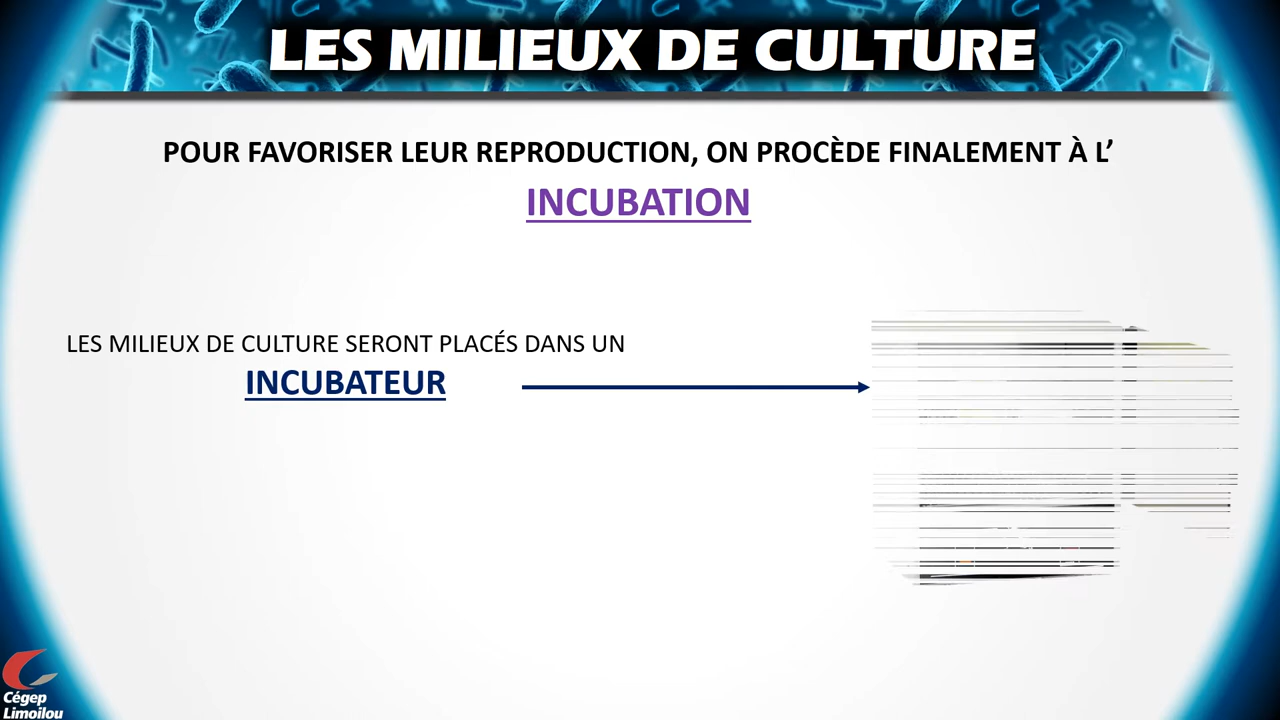 LES MILIEUX DE CULTURE
POUR FAVORISER LEUR REPRODUCTION, ON PROCÈDE FINALEMENT À L’
INCUBATION
LES MILIEUX DE CULTURE SERONT PLACÉS DANS UN
INCUBATEUR
Cégep
Limoilou